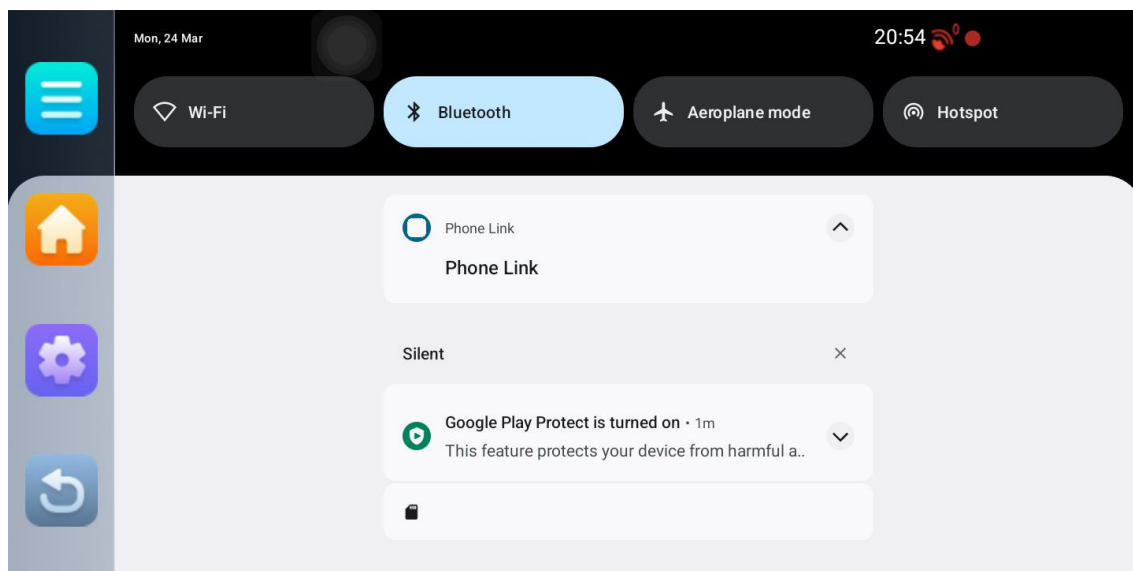 Mon, 24 Mar
20:54 0
Wi-Fi
Bluetooth
Aeroplane mode
Hotspot
Phone Link
Phone Link
Silent
Google Play Protect is turned on • 1m
This feature protects your device from harmful a..